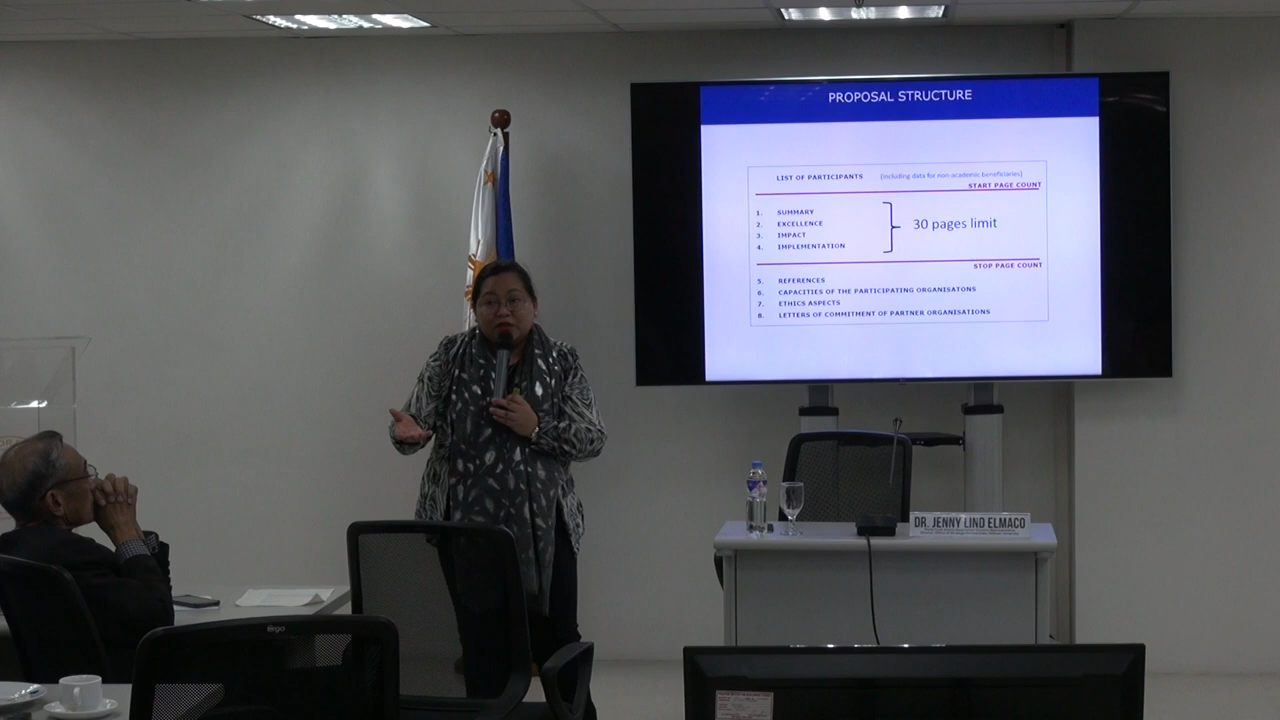 PROPOSAL STRUCTURE
LIST OF PARTICIPANTS (including data for non-academic beneficiaries)
START PAGE COUNT
1. SUMMARY
2. EXCELLENCE
3. IMPACT
4. IMPLEMENTATION
30 pages limit
STOP PAGE COUNT
5. REFERENCES
6. CAPACITIES OF THE PARTICIPATING ORGANISATONS
7. ETHICS ASPECTS
8. LETTERS OF COMMITMENT OF PARTNER ORGANISATIONS
DR. JENNY LIND ELMACO
ergo